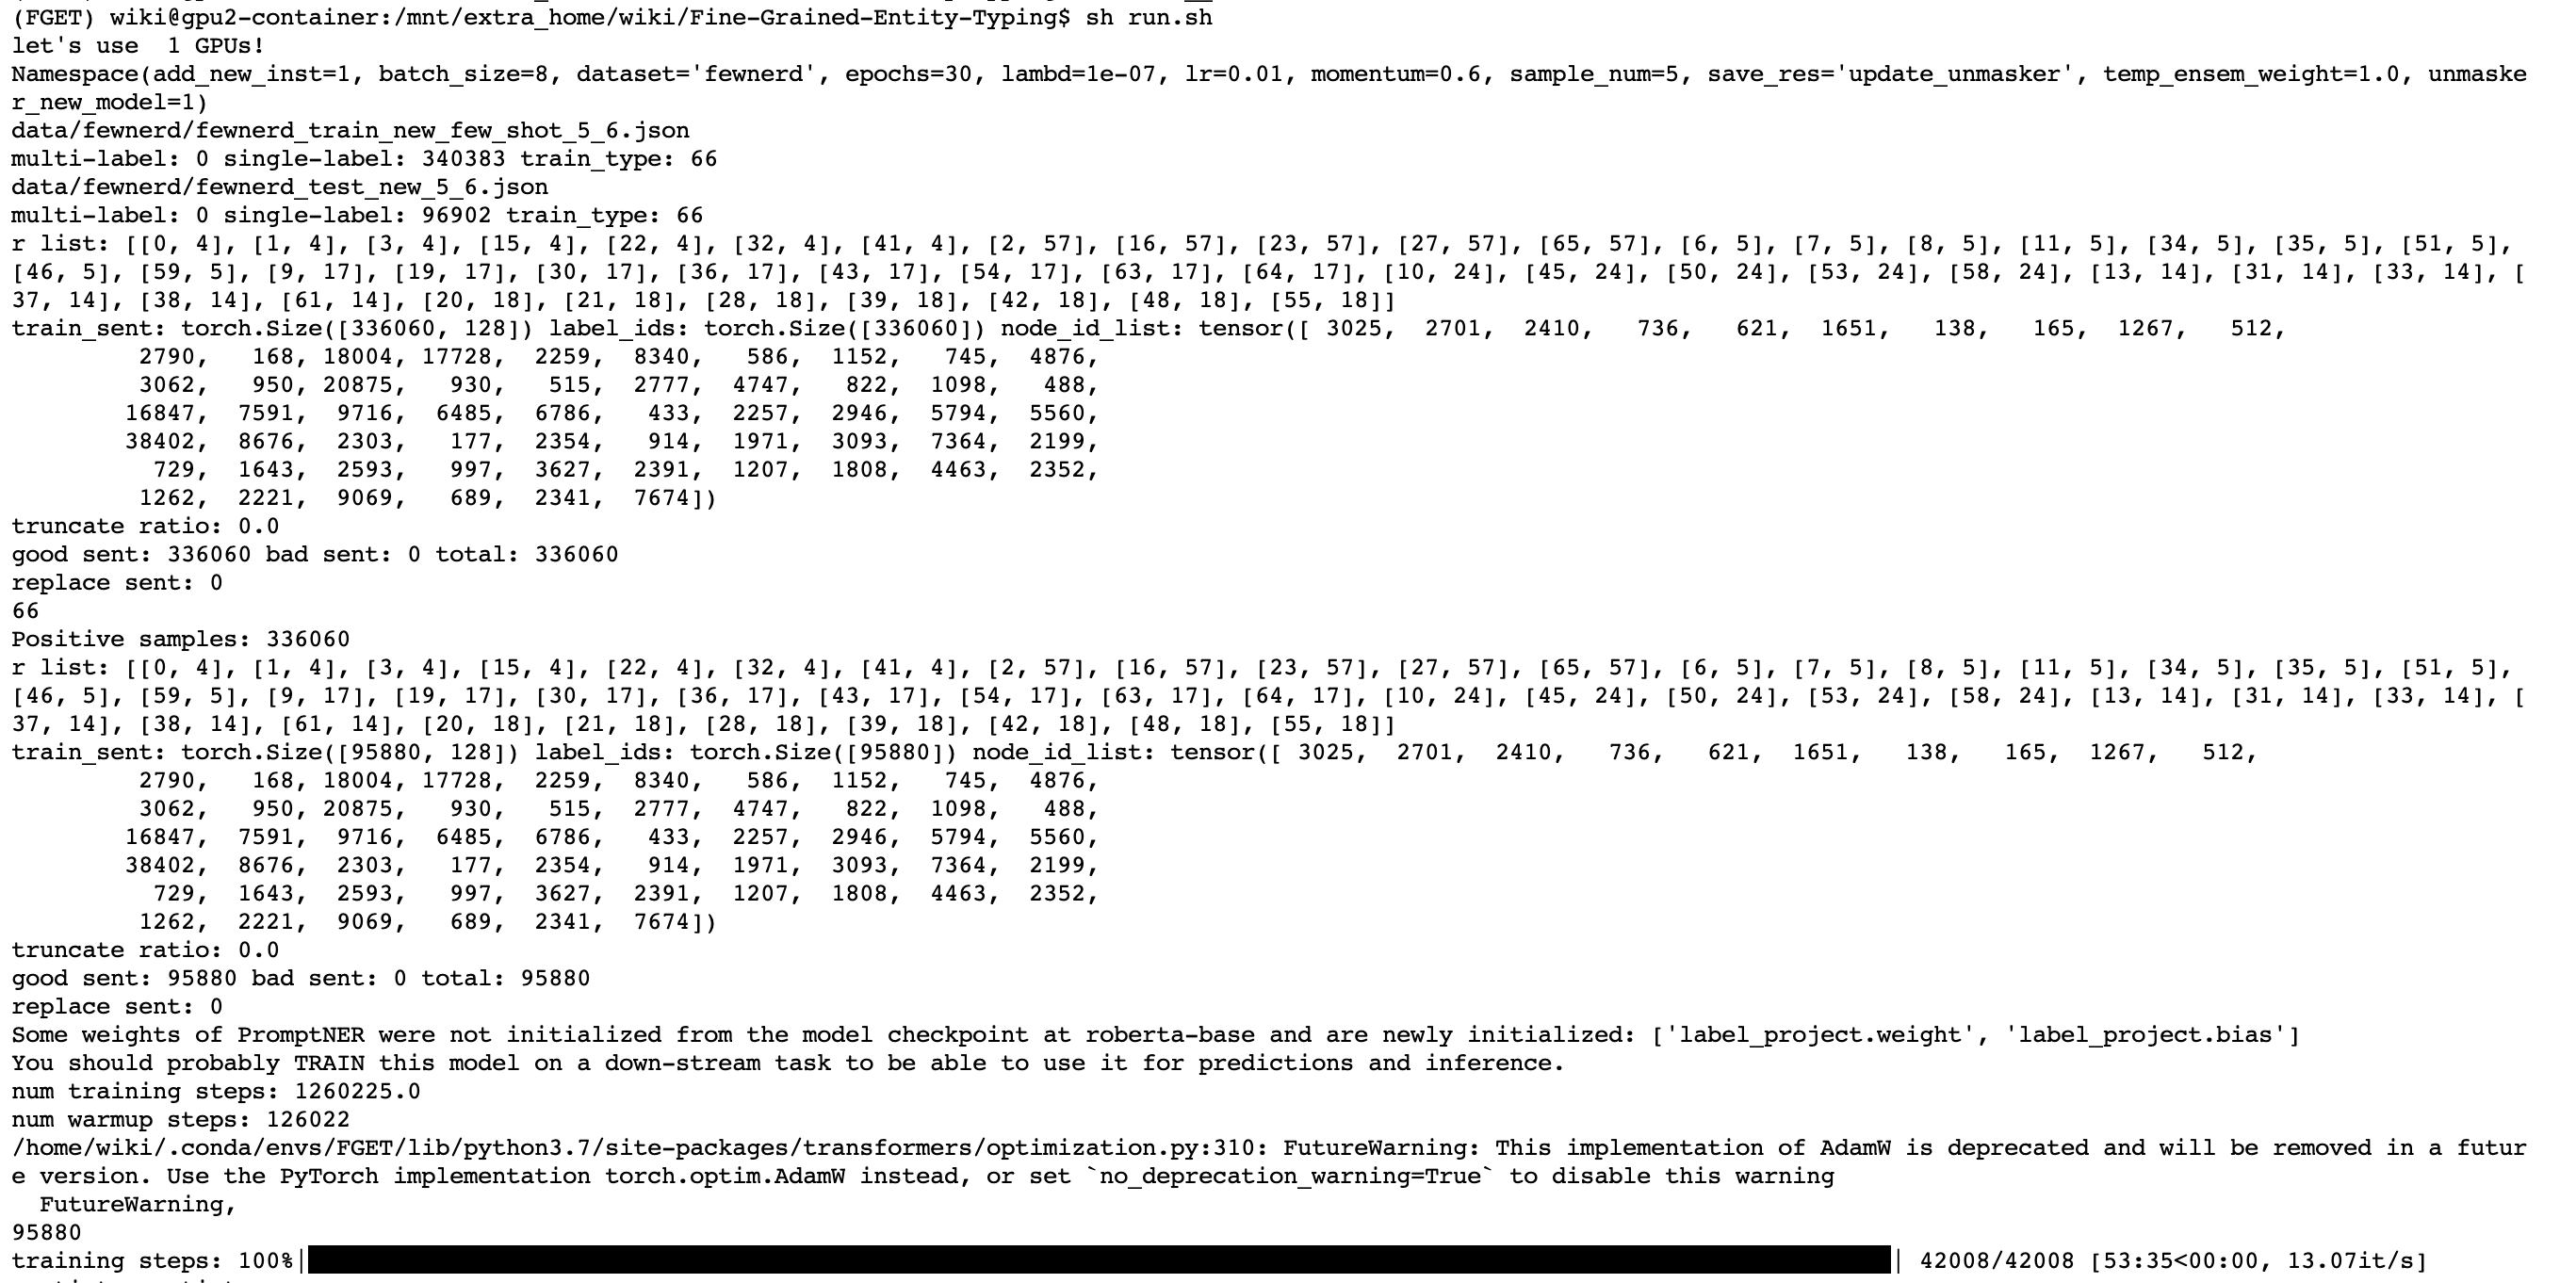 (FGET) wiki@gpu2-container:/mnt/extra_home/wiki/Fine-Grained-Entity-Typing$ sh run.sh
let's use  1 GPUs!
Namespace(add_new_inst=1, batch_size=8, dataset='fewnerd', epochs=30, lambd=1e-07, lr=0.01, momentum=0.6, sample_num=5, save_res='update_unmasker', temp_ensem_weight=1.0, unmaske
r_new_model=1)
data/fewnerd/fewnerd_train_new_few_shot_5_6.json
multi-label: 0 single-label: 340383 train_type: 66
data/fewnerd/fewnerd_test_new_5_6.json
multi-label: 0 single-label: 96902 train_type: 66
r list: [[0, 4], [1, 4], [3, 4], [15, 4], [22, 4], [32, 4], [41, 4], [2, 57], [16, 57], [23, 57], [27, 57], [65, 57], [6, 5], [7, 5], [8, 5], [11, 5], [34, 5], [35, 5], [51, 5],
[46, 5], [59, 5], [9, 17], [19, 17], [30, 17], [36, 17], [43, 17], [54, 17], [63, 17], [64, 17], [10, 24], [45, 24], [50, 24], [53, 24], [58, 24], [13, 14], [31, 14], [33, 14], [
37, 14], [38, 14], [61, 14], [20, 18], [21, 18], [28, 18], [39, 18], [42, 18], [48, 18], [55, 18]]
train_sent: torch.Size([336060, 128]) label_ids: torch.Size([336060]) node_id_list: tensor([ 3025,  2701,  2410,   736,   621,  1651,   138,   165,  1267,   512,
         2790,   168, 18004, 17728,  2259,  8340,   586,  1152,   745,  4876,
         3062,   950, 20875,   930,   515,  2777,  4747,   822,  1098,   488,
        16847,  7591,  9716,  6485,  6786,   433,  2257,  2946,  5794,  5560,
        38402,  8676,  2303,   177,  2354,   914,  1971,  3093,  7364,  2199,
          729,  1643,  2593,   997,  3627,  2391,  1207,  1808,  4463,  2352,
         1262,  2221,  9069,   689,  2341,  7674])
truncate ratio: 0.0
good sent: 336060 bad sent: 0 total: 336060
replace sent: 0
66
Positive samples: 336060
r list: [[0, 4], [1, 4], [3, 4], [15, 4], [22, 4], [32, 4], [41, 4], [2, 57], [16, 57], [23, 57], [27, 57], [65, 57], [6, 5], [7, 5], [8, 5], [11, 5], [34, 5], [35, 5], [51, 5],
[46, 5], [59, 5], [9, 17], [19, 17], [30, 17], [36, 17], [43, 17], [54, 17], [63, 17], [64, 17], [10, 24], [45, 24], [50, 24], [53, 24], [58, 24], [13, 14], [31, 14], [33, 14], [
37, 14], [38, 14], [61, 14], [20, 18], [21, 18], [28, 18], [39, 18], [42, 18], [48, 18], [55, 18]]
train_sent: torch.Size([95880, 128]) label_ids: torch.Size([95880]) node_id_list: tensor([ 3025,  2701,  2410,   736,   621,  1651,   138,   165,  1267,   512,
         2790,   168, 18004, 17728,  2259,  8340,   586,  1152,   745,  4876,
         3062,   950, 20875,   930,   515,  2777,  4747,   822,  1098,   488,
        16847,  7591,  9716,  6485,  6786,   433,  2257,  2946,  5794,  5560,
        38402,  8676,  2303,   177,  2354,   914,  1971,  3093,  7364,  2199,
          729,  1643,  2593,   997,  3627,  2391,  1207,  1808,  4463,  2352,
         1262,  2221,  9069,   689,  2341,  7674])
truncate ratio: 0.0
good sent: 95880 bad sent: 0 total: 95880
replace sent: 0
Some weights of PromptNER were not initialized from the model checkpoint at roberta-base and are newly initialized: ['label_project.weight', 'label_project.bias']
You should probably TRAIN this model on a down-stream task to be able to use it for predictions and inference.
num training steps: 1260225.0
num warmup steps: 126022
/home/wiki/.conda/envs/FGET/lib/python3.7/site-packages/transformers/optimization.py:310: FutureWarning: This implementation of AdamW is deprecated and will be removed in a futur
e version. Use the PyTorch implementation torch.optim.AdamW instead, or set `no_deprecation_warning=True` to disable this warning
  FutureWarning,
95880
training steps: 100%|| 42008/42008 [53:35<00:00, 13.07it/s]